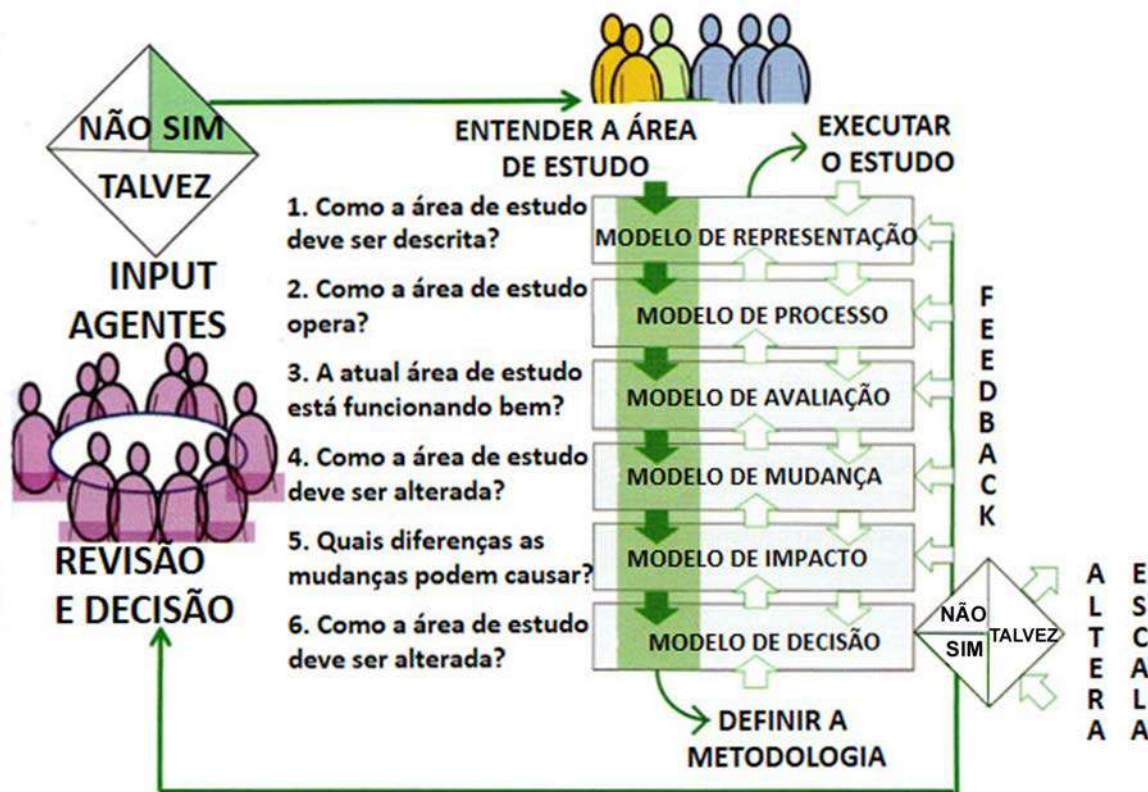 NÃO SIM
TALVEZ
INPUT
AGENTES
REVISÃO
E DECISÃO
ENTENDER A ÁREA
DE ESTUDO
EXECUTAR
O ESTUDO
1. Como a área de estudo
deve ser descrita?
MODELO DE REPRESENTAÇÃO
2. Como a área de estudo
opera?
MODELO DE PROCESSO
3. A atual área de estudo
está funcionando bem?
MODELO DE AVALIAÇÃO
4. Como a área de estudo
deve ser alterada?
MODELO DE MUDANÇA
5. Quais diferenças as
mudanças podem causar?
MODELO DE IMPACTO
6. Como a área de estudo
deve ser alterada?
MODELO DE DECISÃO
DEFINIR A
METODOLOGIA
FEEDBACK
NÃO
SIM
TALVEZ
ALTERA
ESCALA